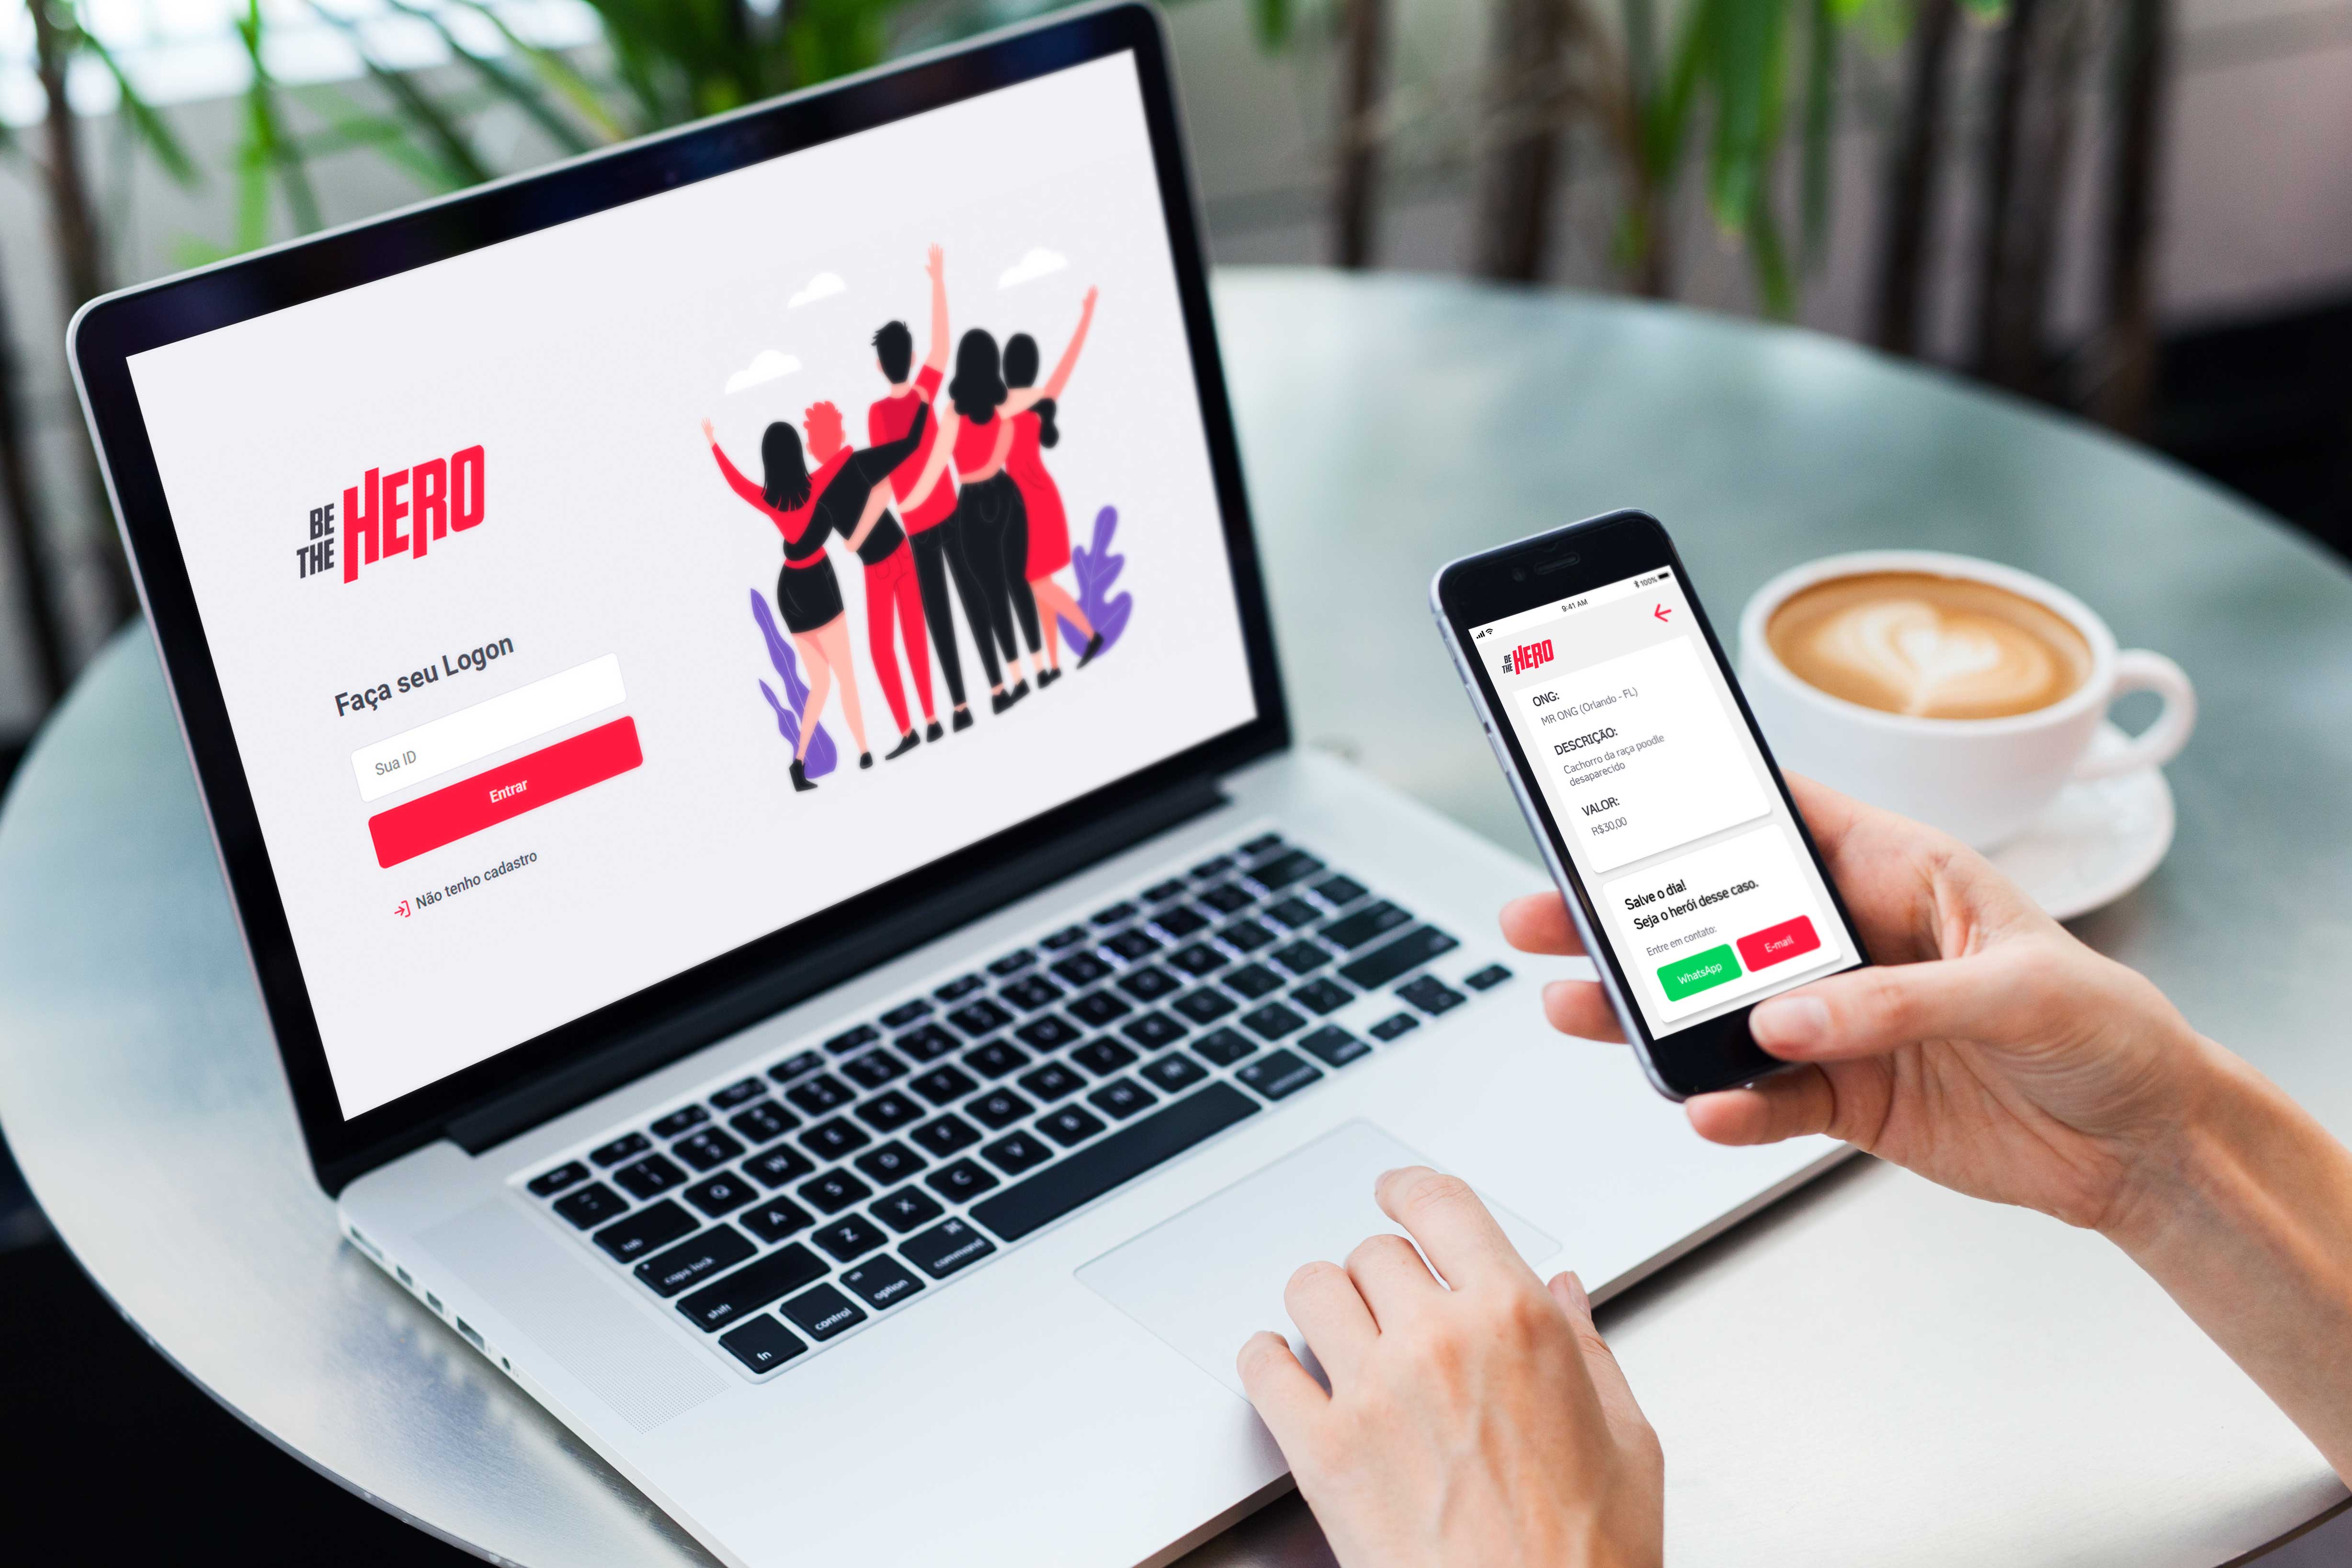 BE
THE
HERO
Faça seu Logon
Sua ID
Entrar
Não tenho cadastro
9:41 AM
100%
BE
THE
HERO
ONG:
MR ONG (Orlando - FL)
DESCRIÇÃO:
Cachorro da raça poodle
desaparecido
VALOR:
R$30,00
Salve o dia!
Seja o herói desse caso.
Entre em contato:
WhatsApp
E-mail
tab
caps lock
shift
fn
control
option
command
Q
W
E
R
A
S
D
F
G
Z
X
C
V
B
N
M